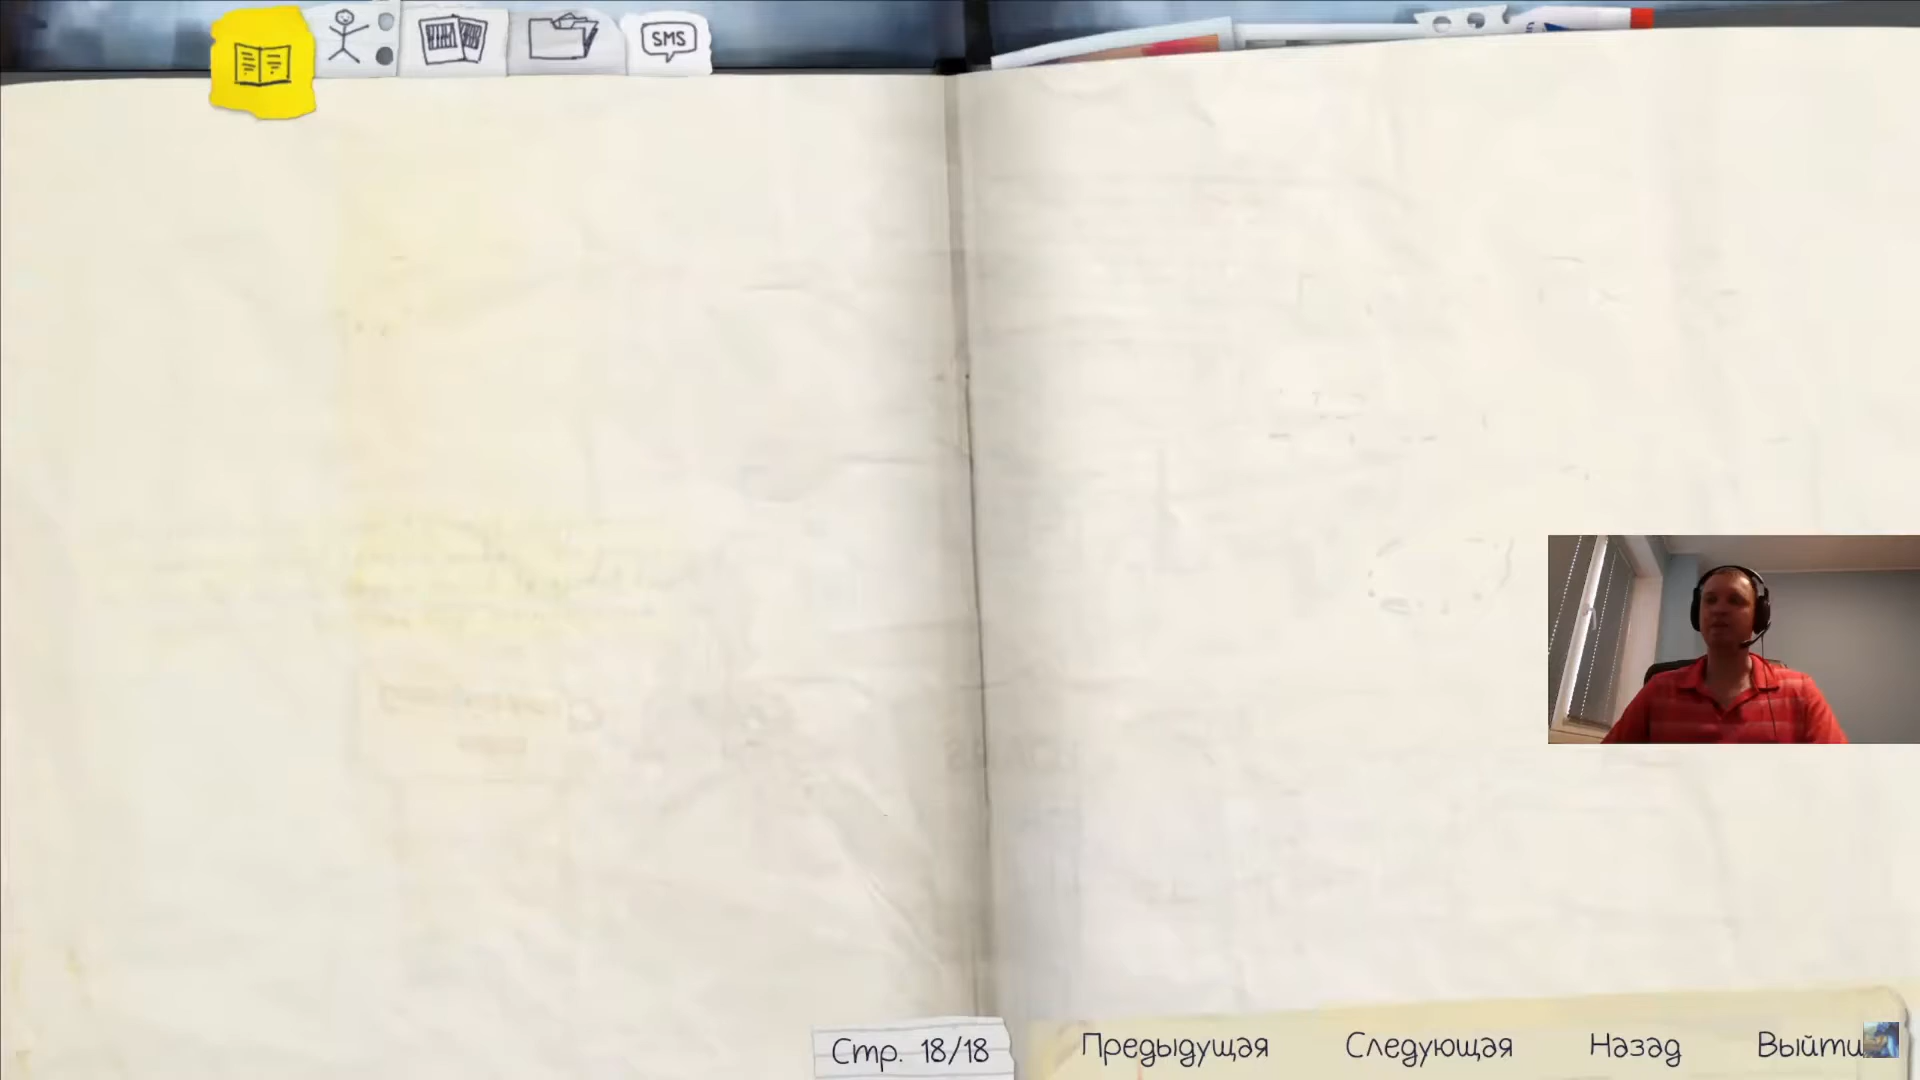 SMS
Стр. 18/18
Предыдущая
Следующая
Назад
Выйти